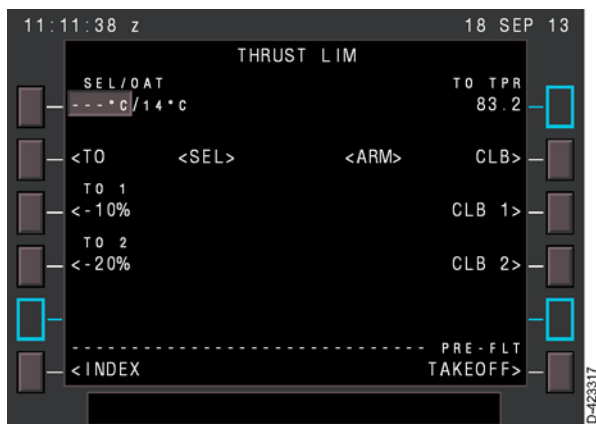 11:11:38 z 18 SEP 13
THRUST LIM
SEL/OAT TO TPR
---°C/14°C 83.2
<TO <SEL> <ARM> CLB>
TO 1
<-10% CLB 1>
TO 2
<-20% CLB 2>
------------------------------ PRE-FLT
<INDEX TAKEOFF>
D-423317